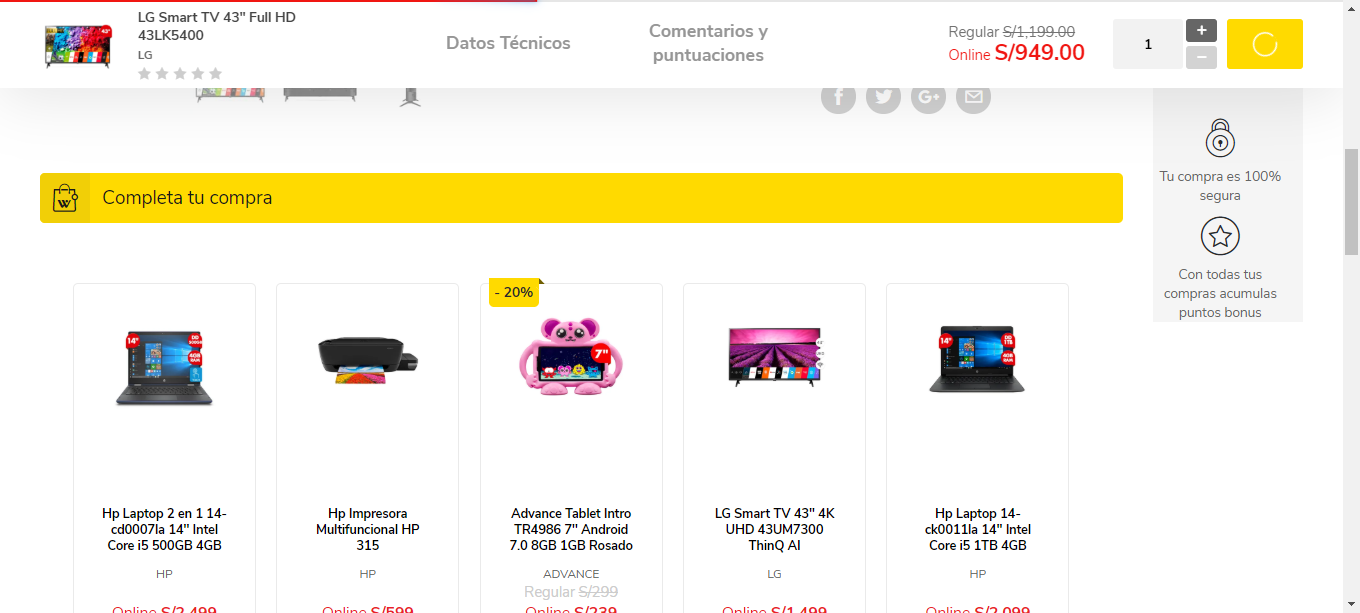 LG Smart TV 43" Full HD
43LK5400
LG
Datos Técnicos
Comentarios y
puntuaciones
Regular S/1,199.00
Online S/949.00
1
+
−
Tu compra es 100%
segura
Con todas tus
compras acumulas
puntos bonus
Completa tu compra
- 20%
14"
7"
14"
Hp Laptop 2 en 1 14-
cd0007la 14" Intel
Core i5 500GB 4GB
HP
Hp Impresora
Multifuncional HP
315
HP
Advance Tablet Intro
TR4986 7" Android
7.0 8GB 1GB Rosado
ADVANCE
Regular S/299
Online S/239
LG Smart TV 43" 4K
UHD 43UM7300
ThinQ AI
LG
Hp Laptop 14-
ck0011la 14" Intel
Core i5 1TB 4GB
HP
Online S/2,499
Online S/599
Online S/1,499
Online S/2,099